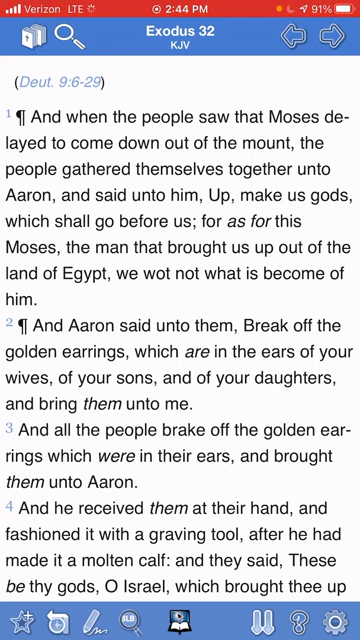 Verizon LTE 2:44 PM 91%
Exodus 32
KJV
(Deut. 9:6-29)
1 ¶ And when the people saw that Moses de-
layed to come down out of the mount, the
people gathered themselves together unto
Aaron, and said unto him, Up, make us gods,
which shall go before us; for as for this
Moses, the man that brought us up out of the
land of Egypt, we wot not what is become of
him.
2 ¶ And Aaron said unto them, Break off the
golden earrings, which are in the ears of your
wives, of your sons, and of your daughters,
and bring them unto me.
3 And all the people brake off the golden ear-
rings which were in their ears, and brought
them unto Aaron.
4 And he received them at their hand, and
fashioned it with a graving tool, after he had
made it a molten calf: and they said, These
be thy gods, O Israel, which brought thee up
BLB